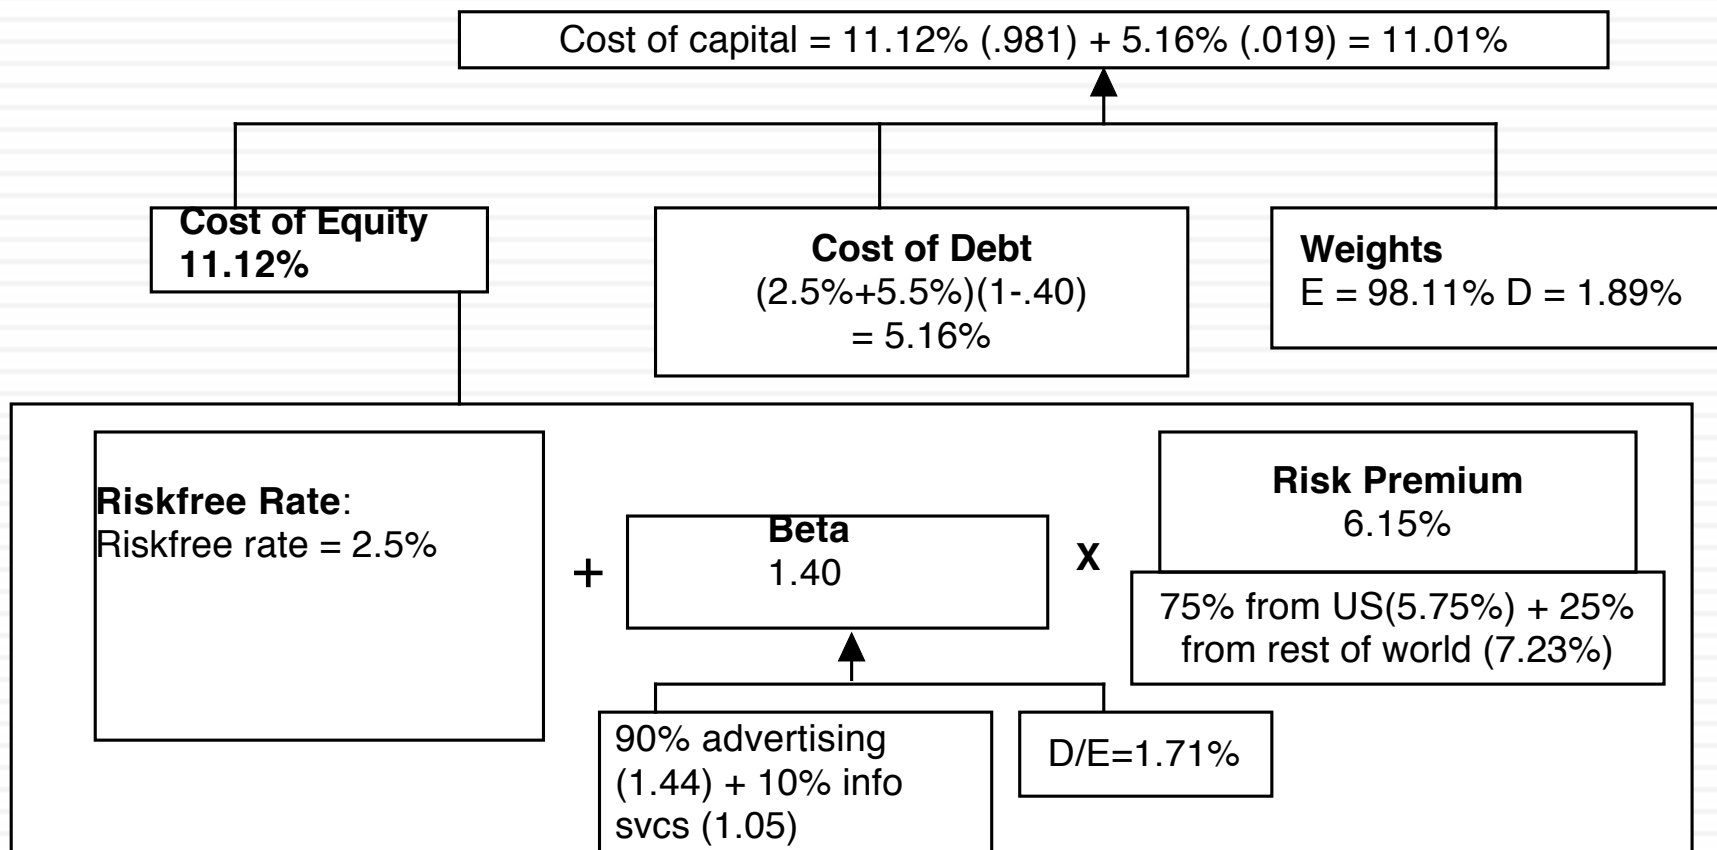 Cost of capital = 11.12% (.981) + 5.16% (.019) = 11.01%
Cost of Equity
11.12%
Cost of Debt
(2.5%+5.5%)(1-.40)
= 5.16%
Weights
E = 98.11% D = 1.89%
Riskfree Rate:
Riskfree rate = 2.5%
+
Beta
1.40
X
Risk Premium
6.15%
75% from US(5.75%) + 25%
from rest of world (7.23%)
90% advertising
(1.44) + 10% info
svcs (1.05)
D/E=1.71%